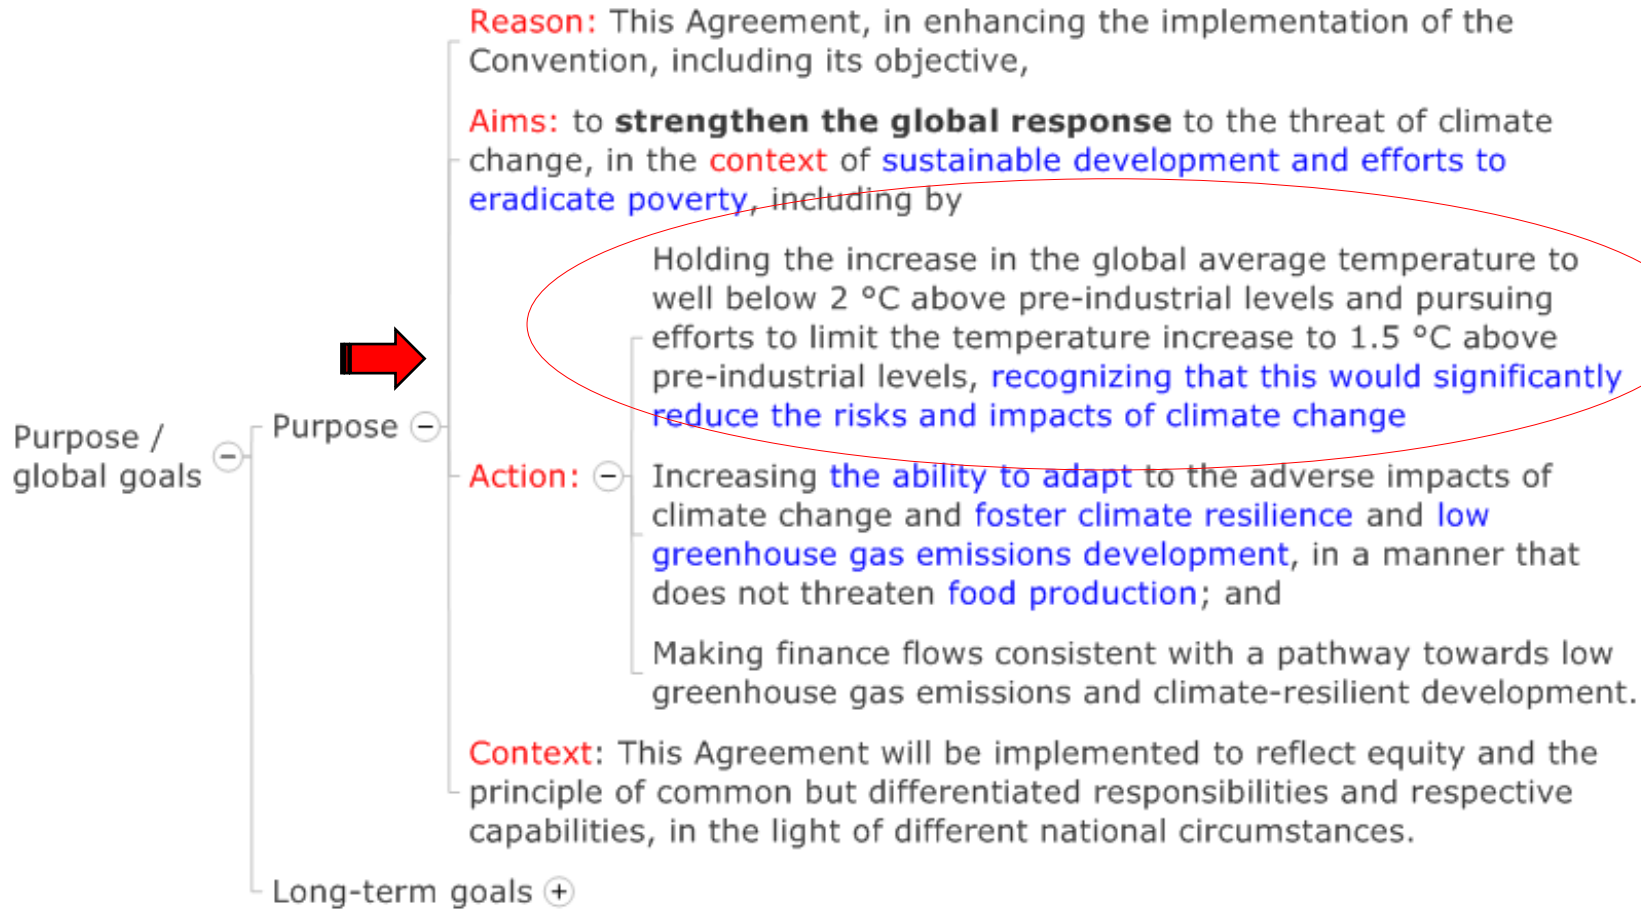 Reason: This Agreement, in enhancing the implementation of the
Convention, including its objective,
Aims: to strengthen the global response to the threat of climate
change, in the context of sustainable development and efforts to
eradicate poverty, including by
Holding the increase in the global average temperature to
well below 2 °C above pre-industrial levels and pursuing
efforts to limit the temperature increase to 1.5 °C above
pre-industrial levels, recognizing that this would significantly
reduce the risks and impacts of climate change
Purpose /
global goals
Purpose
Action:
Increasing the ability to adapt to the adverse impacts of
climate change and foster climate resilience and low
greenhouse gas emissions development, in a manner that
does not threaten food production; and
Making finance flows consistent with a pathway towards low
greenhouse gas emissions and climate-resilient development.
Context: This Agreement will be implemented to reflect equity and the
principle of common but differentiated responsibilities and respective
capabilities, in the light of different national circumstances.
Long-term goals